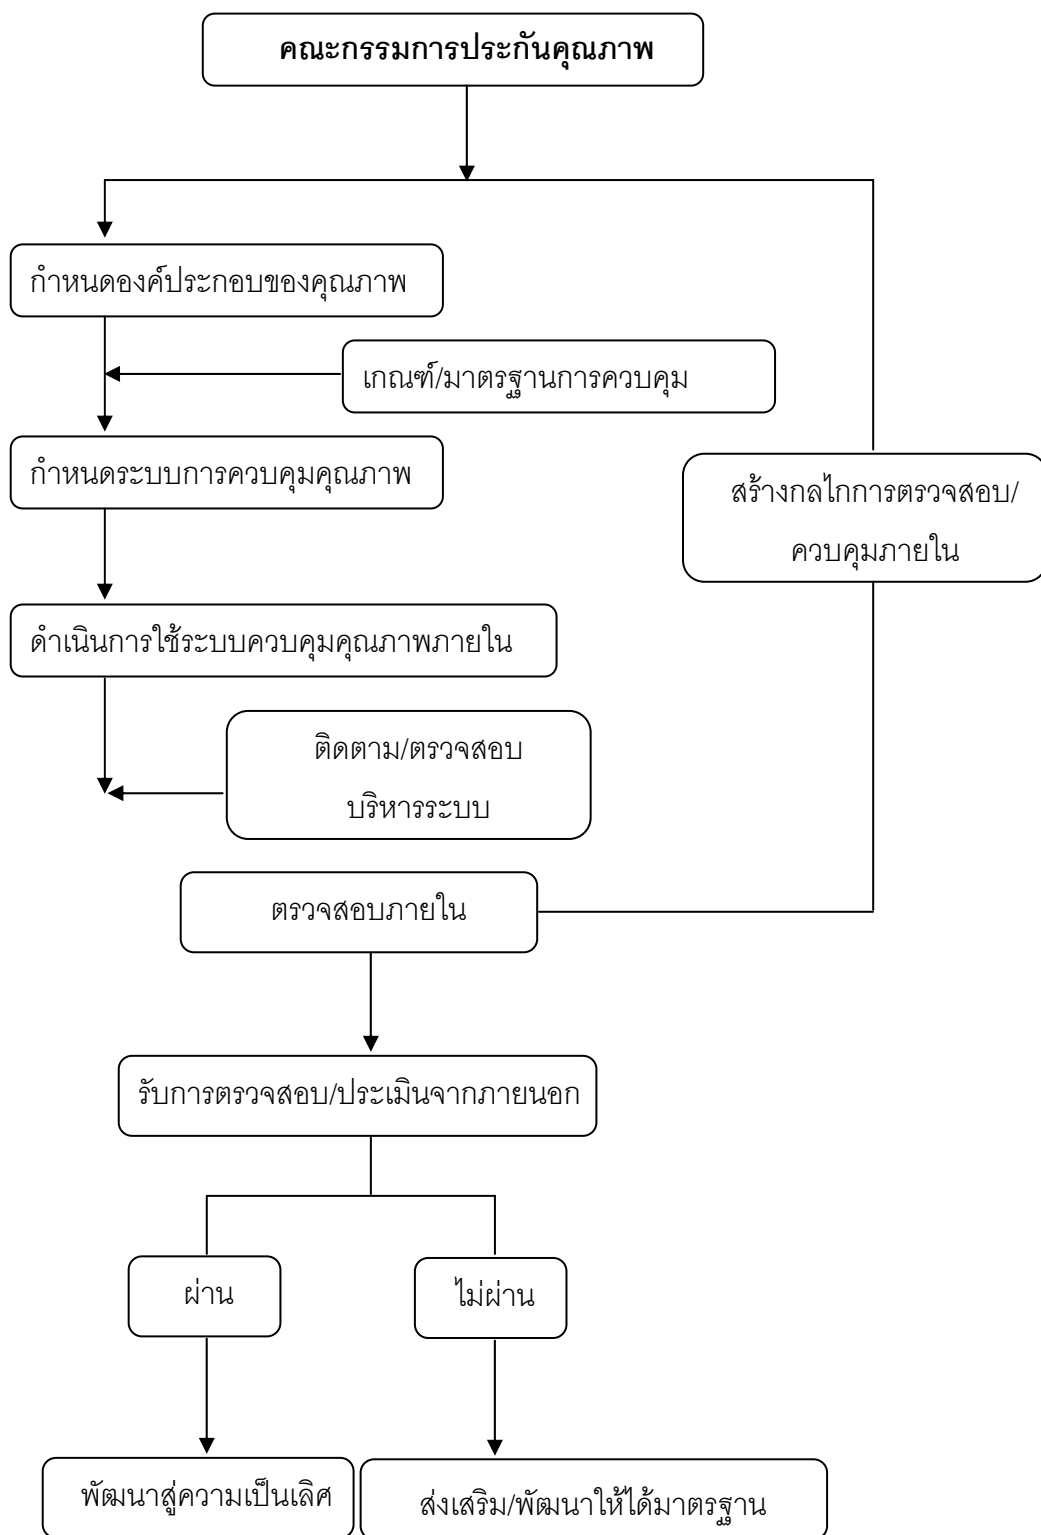 คณะกรรมการประกันคุณภาพ
กำหนดองค์ประกอบของคุณภาพ
เกณฑ์/มาตรฐานการควบคุม
กำหนดระบบการควบคุมคุณภาพ
สร้างกลไกการตรวจสอบ/
ควบคุมภายใน
ดำเนินการใช้ระบบควบคุมคุณภาพภายใน
ติดตาม/ตรวจสอบ
บริหารระบบ
ตรวจสอบภายใน
รับการตรวจสอบ/ประเมินจากภายนอก
ผ่าน
ไม่ผ่าน
พัฒนาสู่ความเป็นเลิศ
ส่งเสริม/พัฒนาให้ได้มาตรฐาน